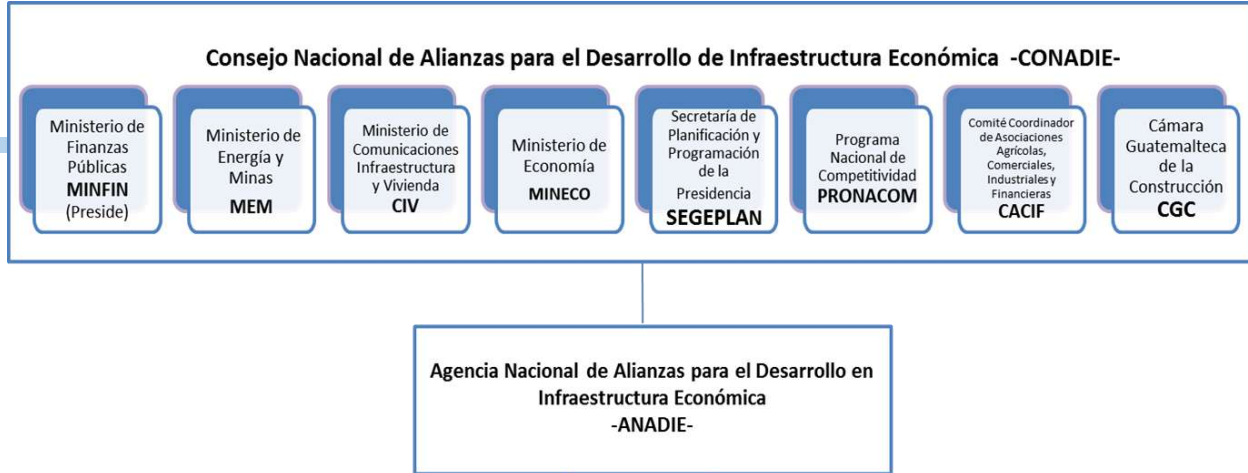 Consejo Nacional de Alianzas para el Desarrollo de Infraestructura Económica -CONADIE-
Ministerio de
Finanzas
Públicas
MINFIN
(Preside)
Ministerio de
Energía y
Minas
MEM
Ministerio de
Comunicaciones
Infraestructura
y Vivienda
CIV
Ministerio de
Economía
MINECO
Secretaría de
Planificación y
Programación
de la
Presidencia
SEGEPLAN
Programa
Nacional de
Competitividad
PRONACOM
Comité Coordinador
de Asociaciones
Agrícolas,
Comerciales,
Industriales y
Financieras
CACIF
Cámara
Guatemalteca
de la
Construcción
CGC
Agencia Nacional de Alianzas para el Desarrollo en
Infraestructura Económica
-ANADIE-